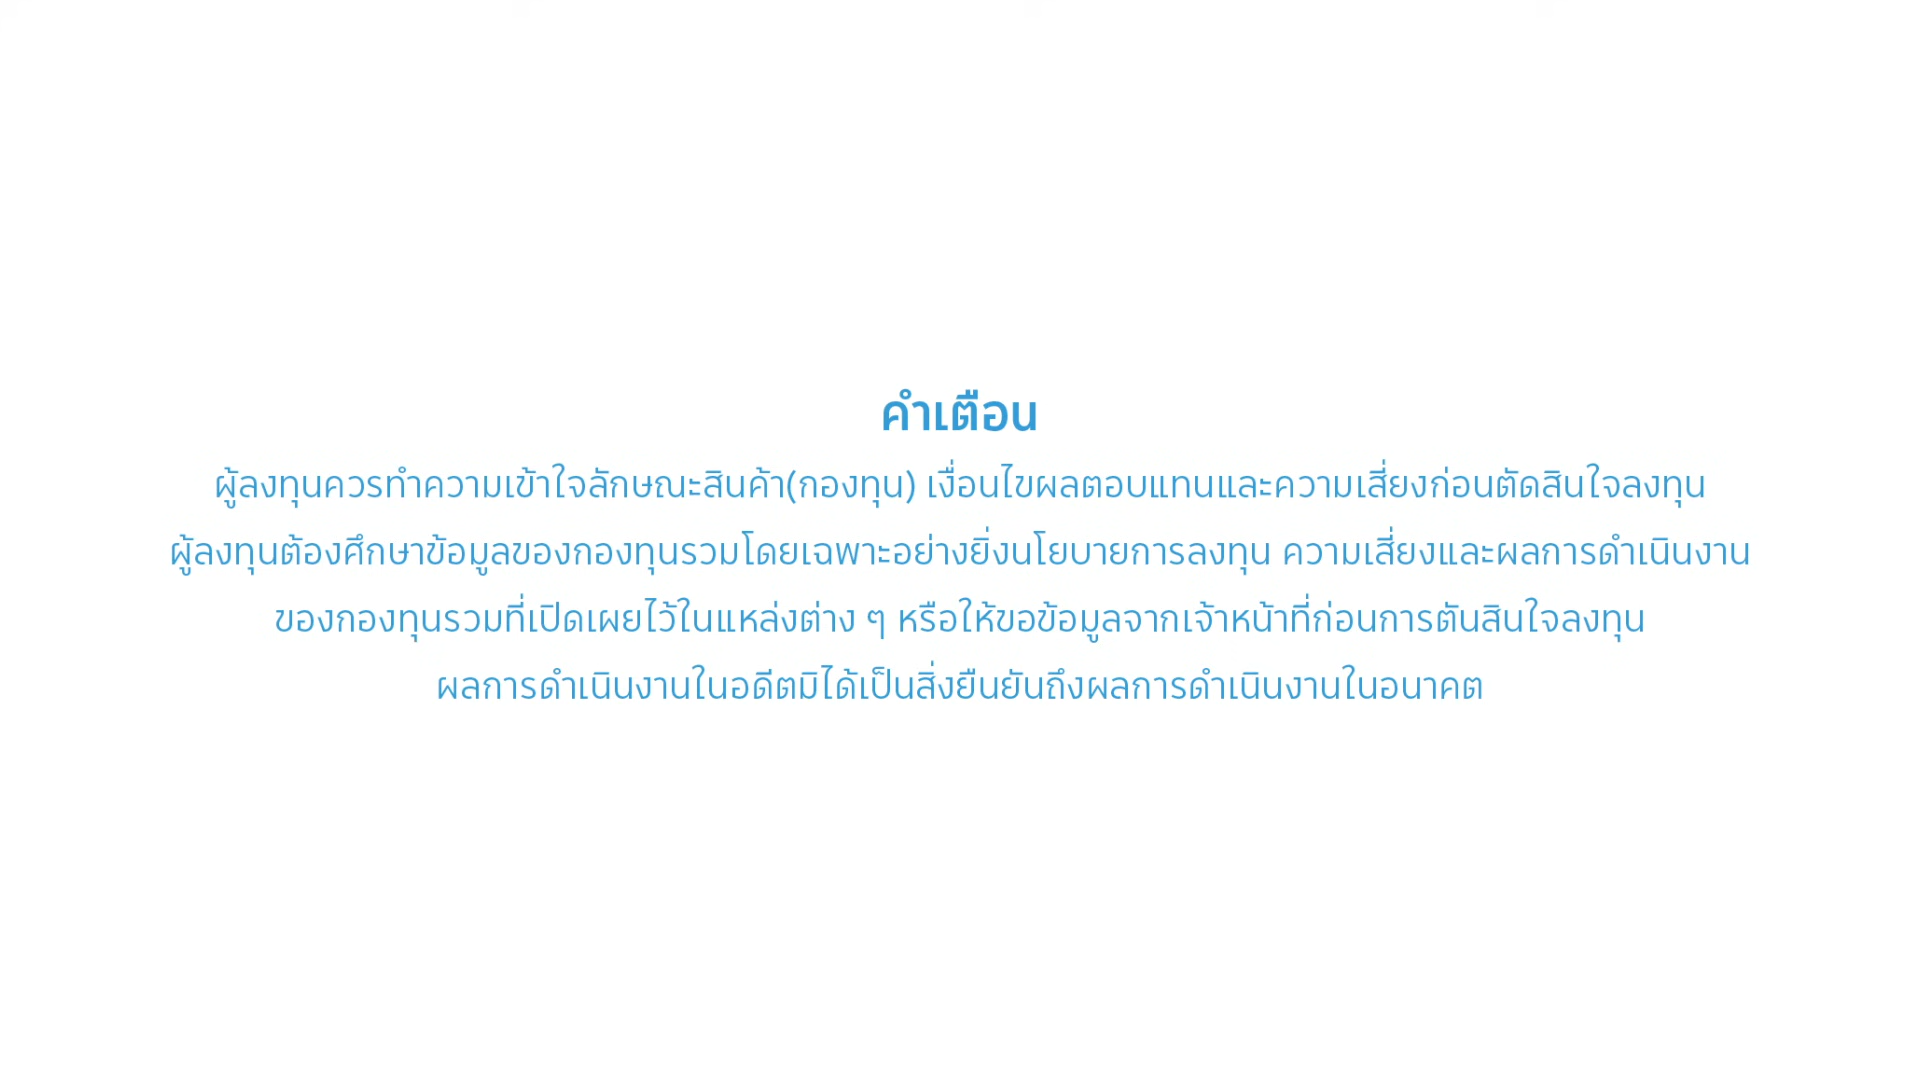 คำเตือน
ผู้ลงทุนควรทำความเข้าใจลักษณะสินค้า(กองทุน) เงื่อนไขผลตอบแทนและความเสี่ยงก่อนตัดสินใจลงทุน
ผู้ลงทุนต้องศึกษาข้อมูลของกองทุนรวมโดยเฉพาะอย่างยิ่งนโยบายการลงทุน ความเสี่ยงและผลการดำเนินงาน
ของกองทุนรวมที่เปิดเผยไว้ในแหล่งต่าง ๆ หรือให้ขอข้อมูลจากเจ้าหน้าที่ก่อนการตันสินใจลงทุน
ผลการดำเนินงานในอดีตมิได้เป็นสิ่งยืนยันถึงผลการดำเนินงานในอนาคต